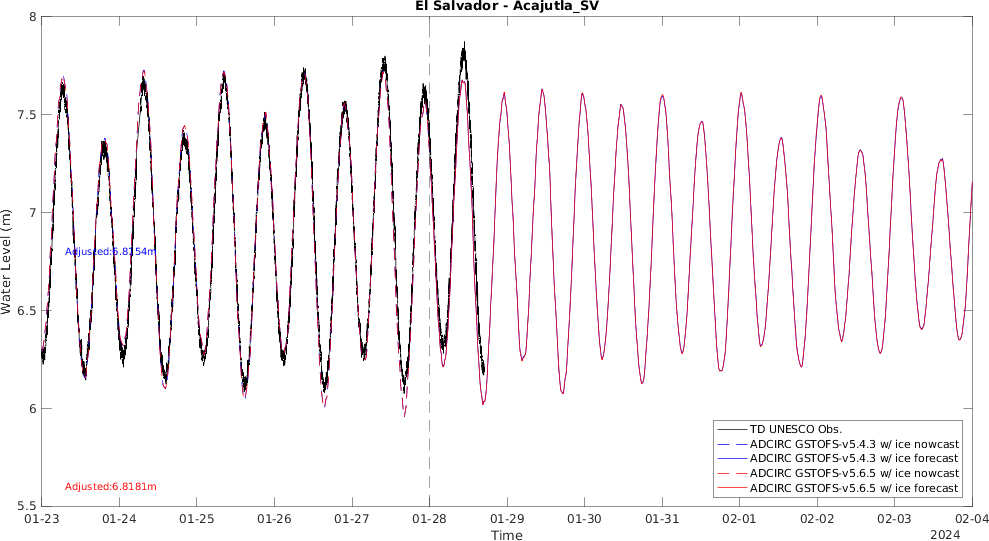 El Salvador - Acajutla_SV
8
7.5
7
6.5
6
5.5
Water Level (m)
Adjusted:6.8254m
Adjusted:6.8181m
TD UNESCO Obs.
ADCIRC GSTOFS-v5.4.3 w/ ice nowcast
ADCIRC GSTOFS-v5.4.3 w/ ice forecast
ADCIRC GSTOFS-v5.6.5 w/ ice nowcast
ADCIRC GSTOFS-v5.6.5 w/ ice forecast
01-23 01-24 01-25 01-26 01-27 01-28 01-29 01-30 01-31 02-01 02-02 02-03 02-04
Time
2024